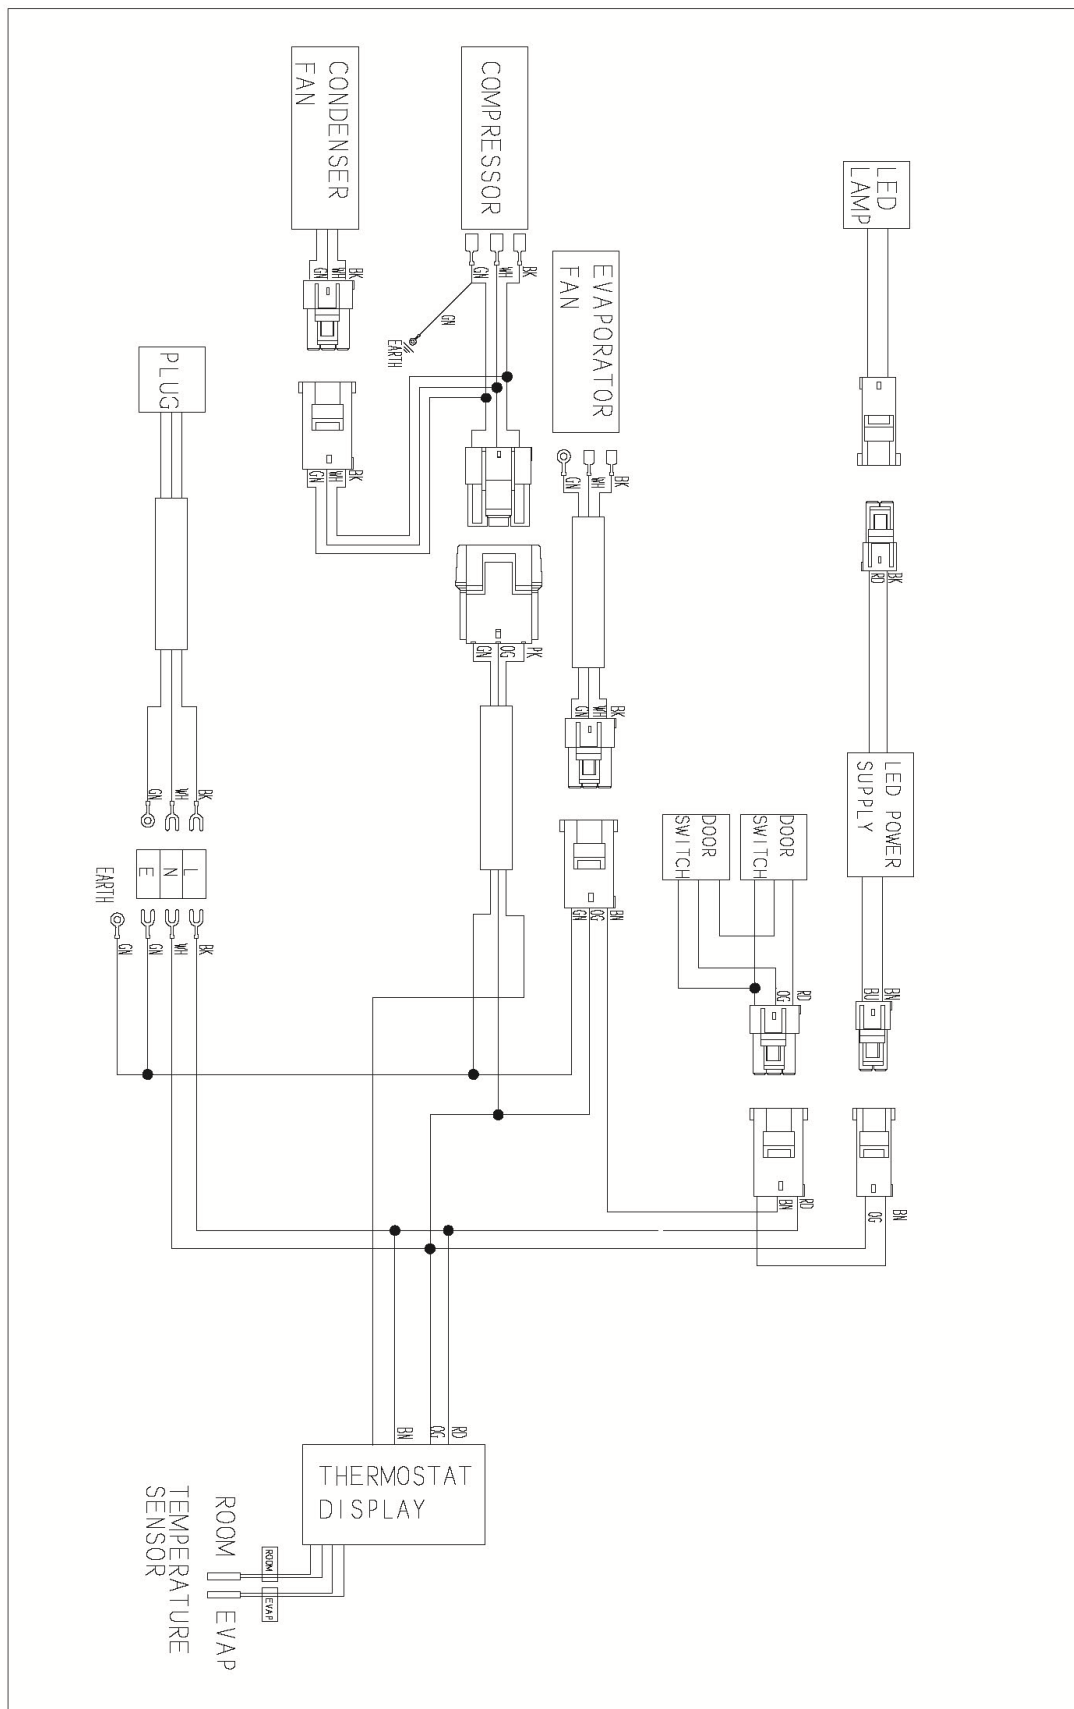 CONDENSER
FAN
BK
WH
GN
BK
WH
GN
COMPRESSOR
BK
WH
GN
GN
EARTH
EVAPORATOR
FAN
BK
WH
GN
BK
WH
GN
BN
OG
GN
PK
OG
GN
LED
LAMP
BK
RD
LED POWER
SUPPLY
BN
BU
BN
OG
DOOR
SWITCH
DOOR
SWITCH
RD
OG
RD
BN
PLUG
BK
WH
GN
L
N
E
BK
WH
GN
GN
EARTH
BN
OG
RD
THERMOSTAT
DISPLAY
ROOM
EVAP
ROOM EVAP
TEMPERATURE
SENSOR